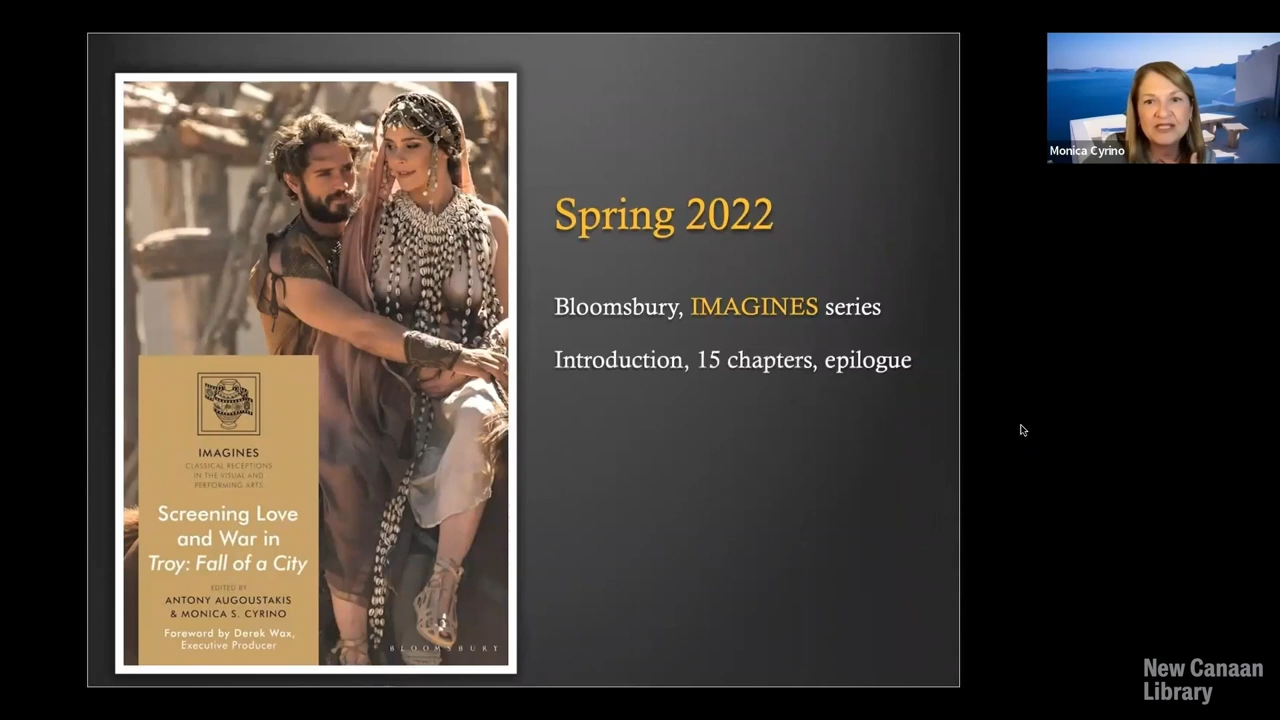 Spring 2022
Bloomsbury, IMAGINES series
Introduction, 15 chapters, epilogue
IMAGINES
CLASSICAL RECEPTIONS
IN THE VISUAL AND
PERFORMING ARTS
Screening Love
and War in
Troy: Fall of a City
EDITED BY
ANTONY AUGOUSTAKIS
& MONICA S. CYRINO
Foreword by Derek Wax,
Executive Producer
BLOOMSBURY
Monica Cyrino
New Canaan
Library